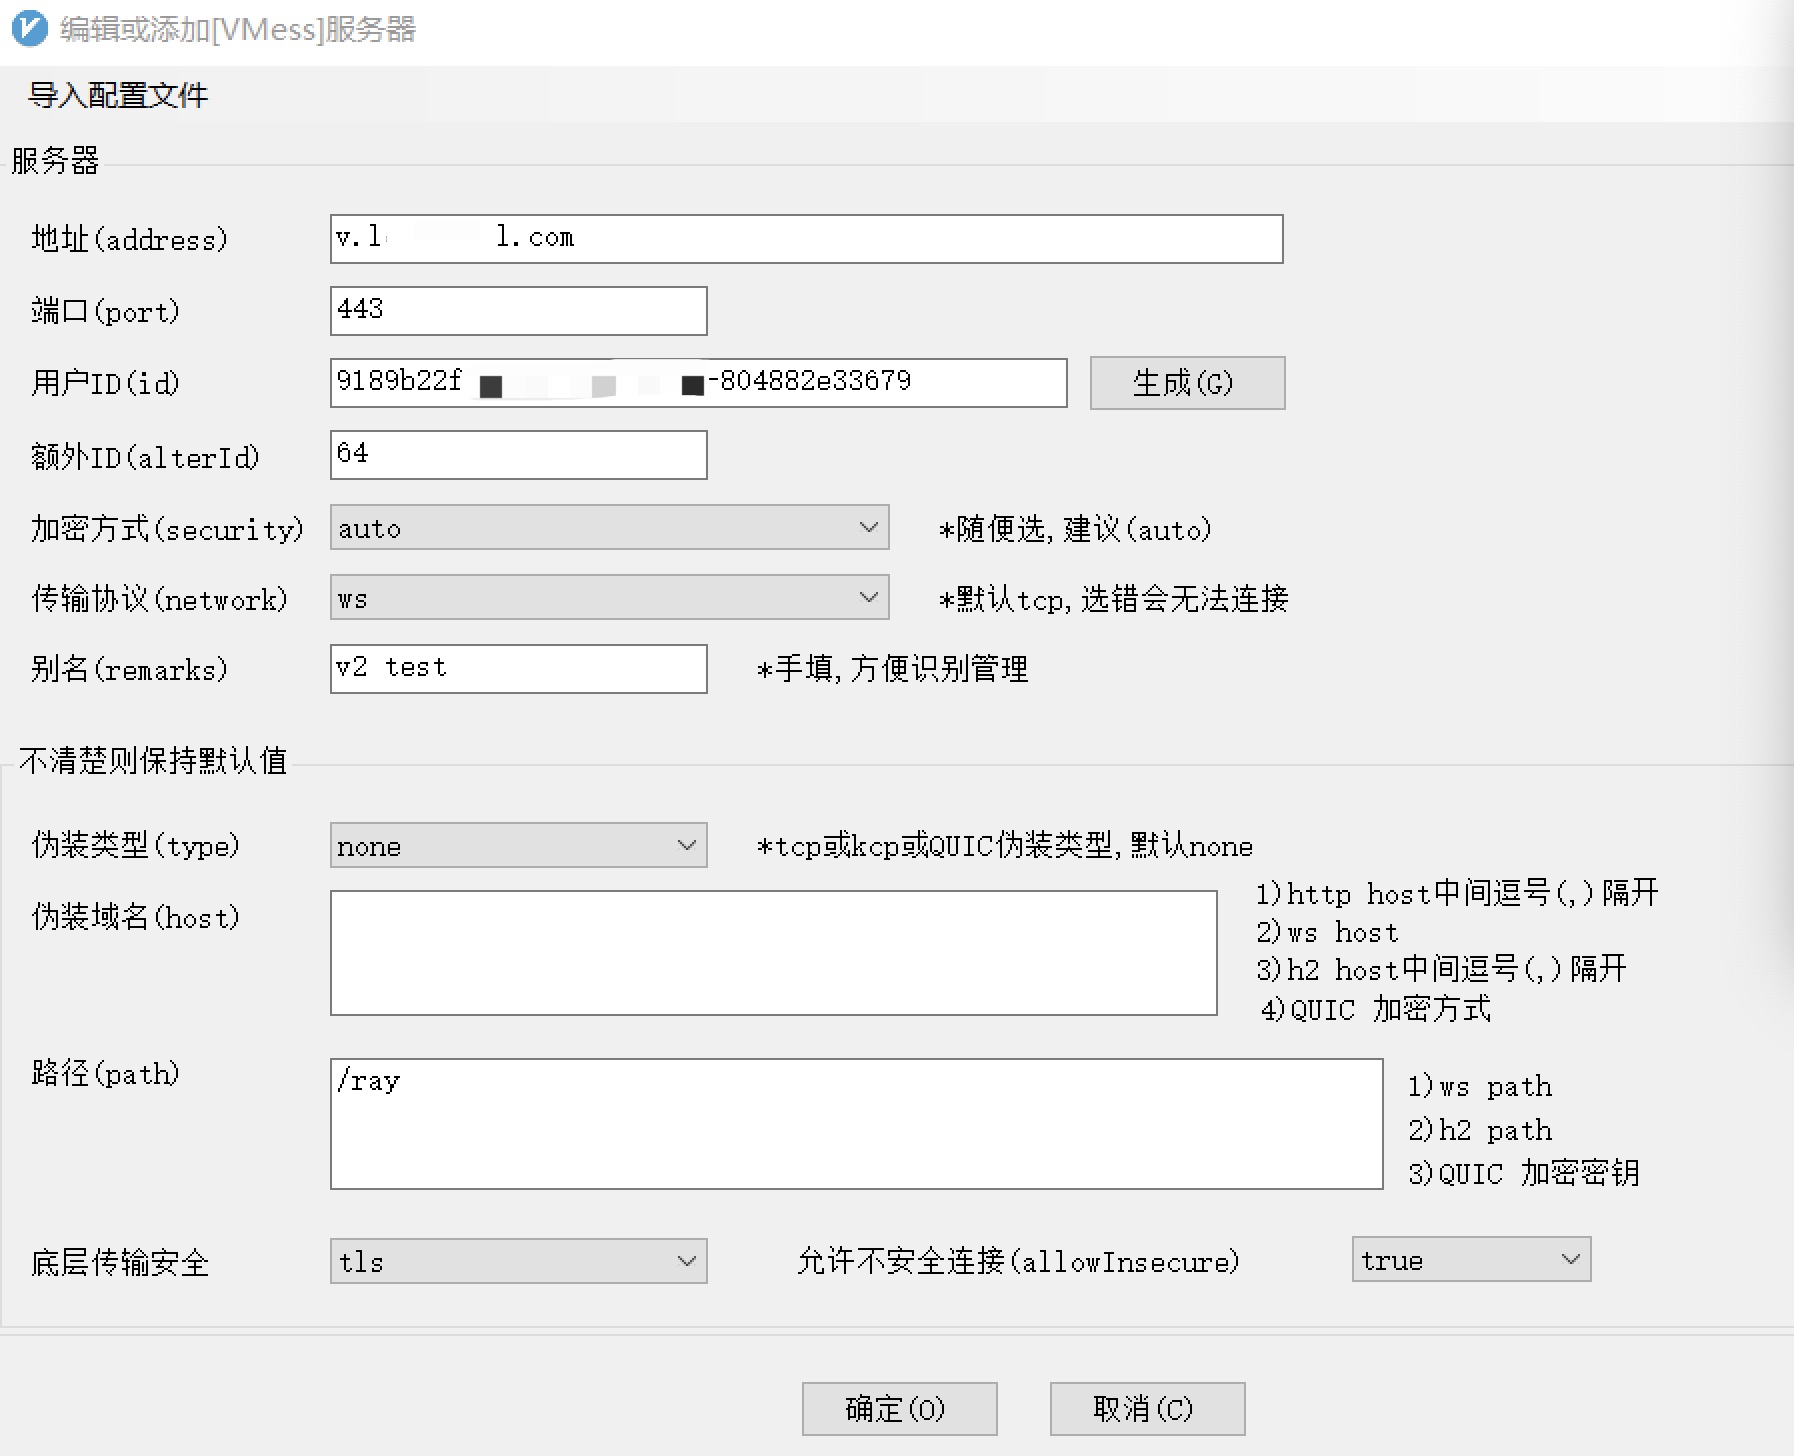 编辑或添加[VMess]服务器
导入配置文件
服务器
地址(address) v.l l.com
端口(port) 443
用户ID(id) 9189b22f -804882e33679 生成(G)
额外ID(alterId) 64
加密方式(security) auto *随便选,建议(auto)
传输协议(network) ws *默认tcp,选错会无法连接
别名(remarks) v2 test *手填,方便识别管理
不清楚则保持默认值
伪装类型(type) none *tcp或kcp或QUIC伪装类型,默认none
伪装域名(host)
1)http host中间逗号(,)隔开
2)ws host
3)h2 host中间逗号(,)隔开
4)QUIC 加密方式
路径(path) /ray
1)ws path
2)h2 path
3)QUIC 加密密钥
底层传输安全 tls 允许不安全连接(allowInsecure) true
确定(O) 取消(C)